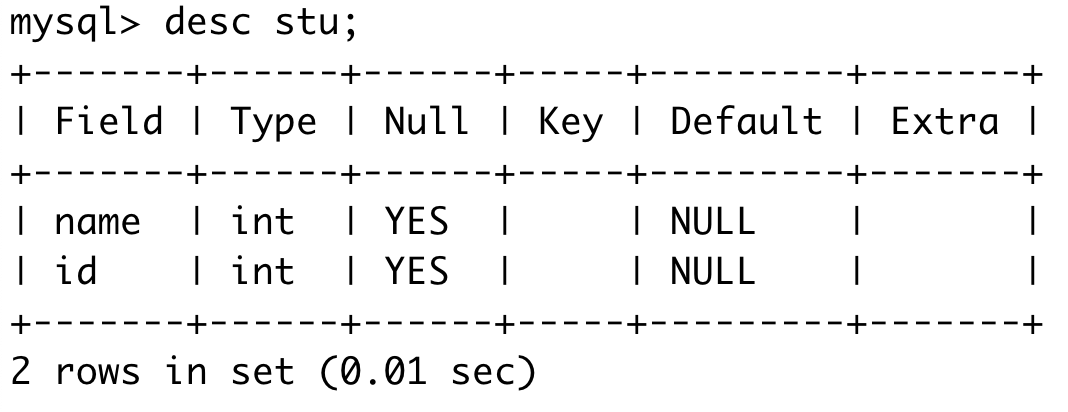 mysql> desc stu;
+-------+------+------+-----+---------+-------+
| Field | Type | Null | Key | Default | Extra |
+-------+------+------+-----+---------+-------+
| name  | int  | YES  |     | NULL    |       |
| id    | int  | YES  |     | NULL    |       |
+-------+------+------+-----+---------+-------+
2 rows in set (0.01 sec)